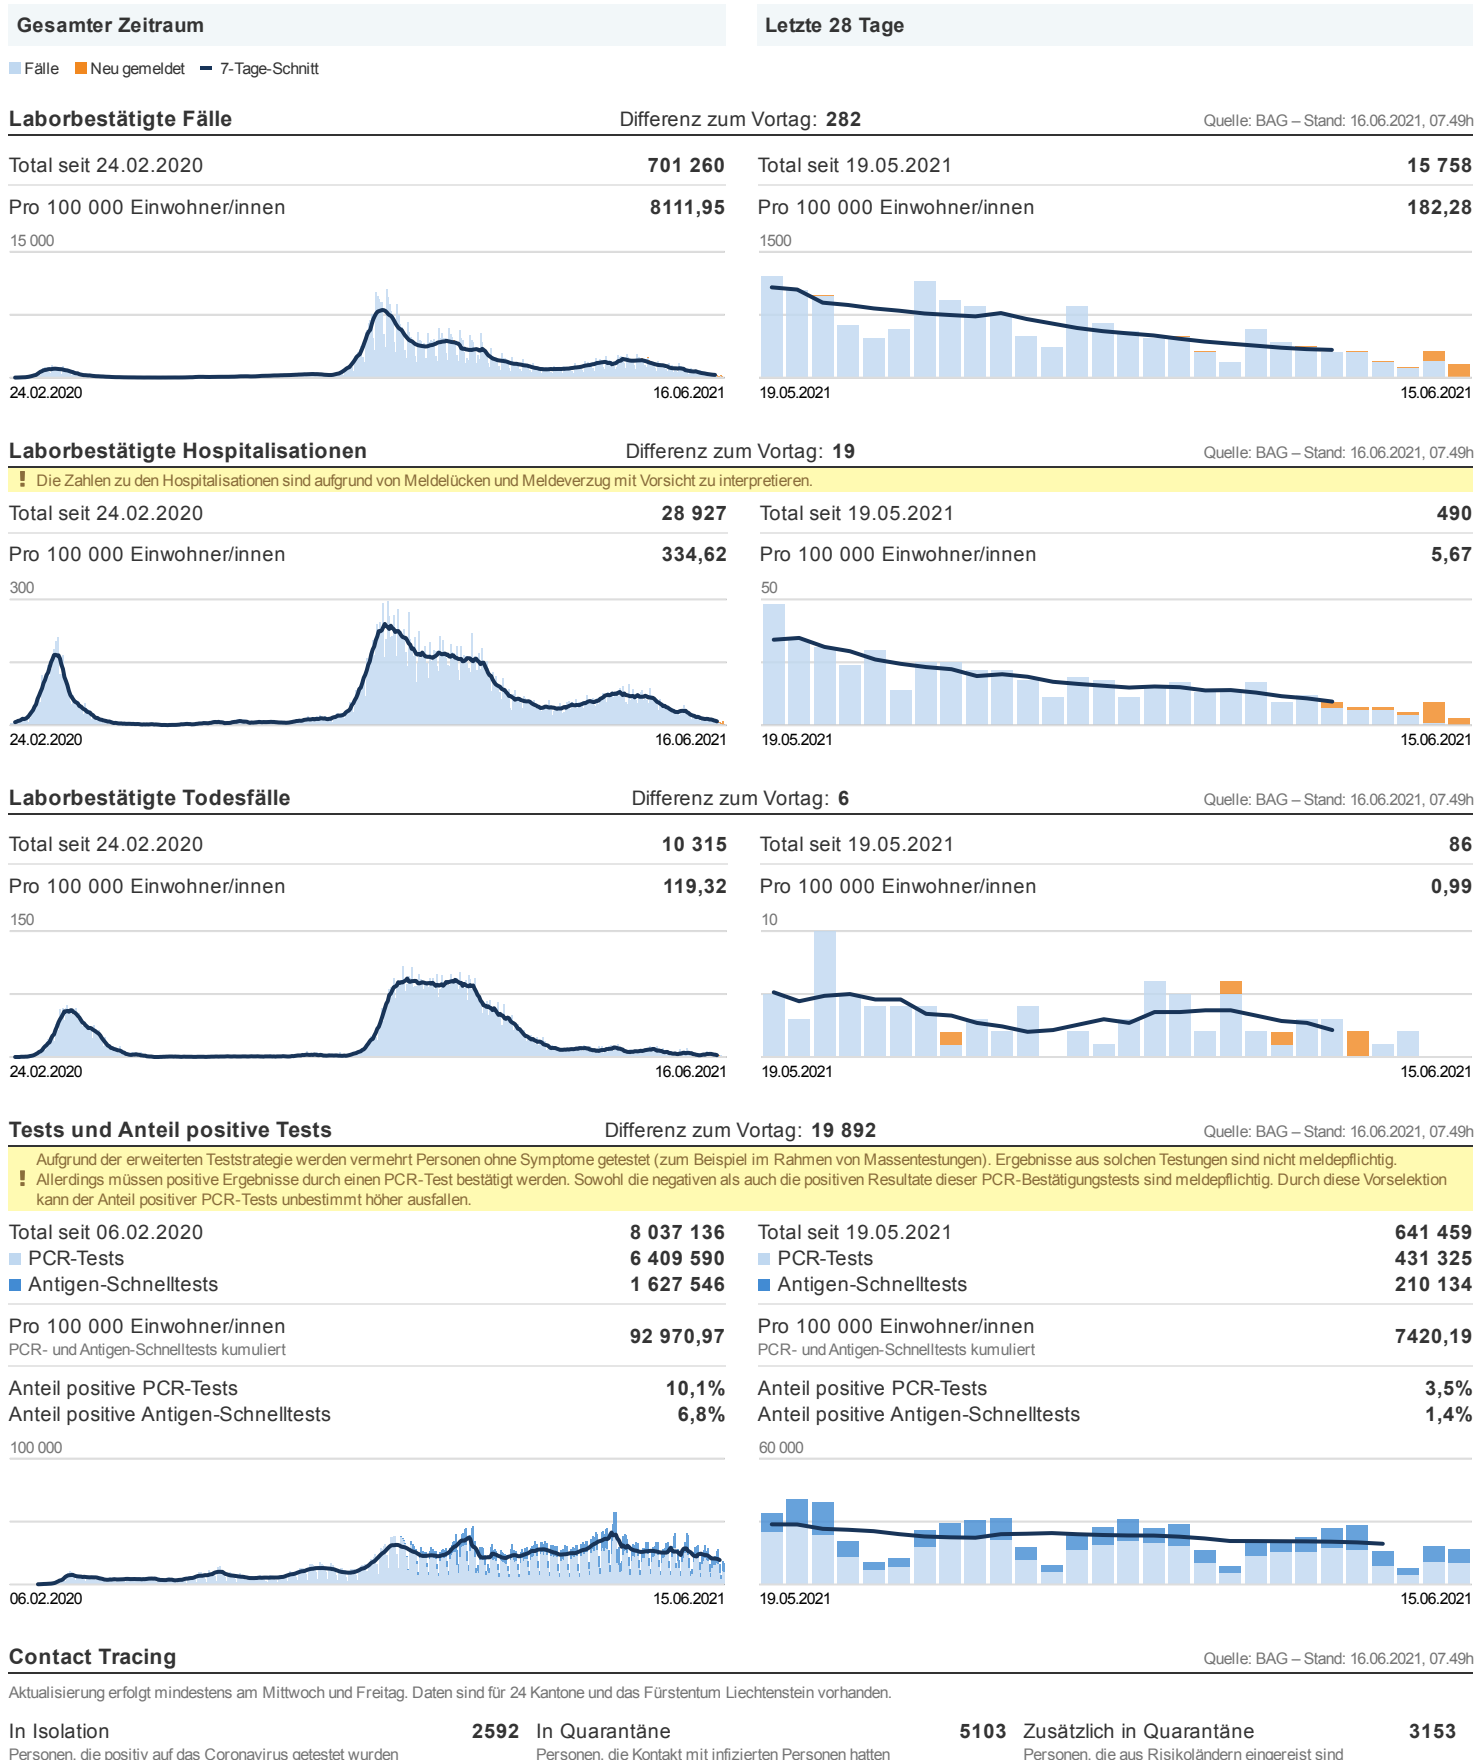 Gesamter Zeitraum
Letzte 28 Tage
Fälle Neu gemeldet 7-Tage-Schnitt
Laborbestätigte Fälle Differenz zum Vortag: 282 Quelle: BAG – Stand: 16.06.2021, 07.49h
Total seit 24.02.2020 701 260 Total seit 19.05.2021 15 758
Pro 100 000 Einwohner/innen 8111,95 Pro 100 000 Einwohner/innen 182,28
15 000 1500
24.02.2020 16.06.2021 19.05.2021 15.06.2021
Laborbestätigte Hospitalisationen Differenz zum Vortag: 19 Quelle: BAG – Stand: 16.06.2021, 07.49h
! Die Zahlen zu den Hospitalisationen sind aufgrund von Meldelücken und Meldeverzug mit Vorsicht zu interpretieren.
Total seit 24.02.2020 28 927 Total seit 19.05.2021 490
Pro 100 000 Einwohner/innen 334,62 Pro 100 000 Einwohner/innen 5,67
300 50
24.02.2020 16.06.2021 19.05.2021 15.06.2021
Laborbestätigte Todesfälle Differenz zum Vortag: 6 Quelle: BAG – Stand: 16.06.2021, 07.49h
Total seit 24.02.2020 10 315 Total seit 19.05.2021 86
Pro 100 000 Einwohner/innen 119,32 Pro 100 000 Einwohner/innen 0,99
150 10
24.02.2020 16.06.2021 19.05.2021 15.06.2021
Tests und Anteil positive Tests Differenz zum Vortag: 19 892 Quelle: BAG – Stand: 16.06.2021, 07.49h
Aufgrund der erweiterten Teststrategie werden vermehrt Personen ohne Symptome getestet (zum Beispiel im Rahmen von Massentestungen). Ergebnisse aus solchen Testungen sind nicht meldepflichtig.
! Allerdings müssen positive Ergebnisse durch einen PCR-Test bestätigt werden. Sowohl die negativen als auch die positiven Resultate dieser PCR-Bestätigungstests sind meldepflichtig. Durch diese Vorselektion
kann der Anteil positiver PCR-Tests unbestimmt höher ausfallen.
Total seit 06.02.2020 8 037 136 Total seit 19.05.2021 641 459
PCR-Tests 6 409 590 PCR-Tests 431 325
Antigen-Schnelltests 1 627 546 Antigen-Schnelltests 210 134
Pro 100 000 Einwohner/innen 92 970,97 Pro 100 000 Einwohner/innen 7420,19
PCR- und Antigen-Schnelltests kumuliert PCR- und Antigen-Schnelltests kumuliert
Anteil positive PCR-Tests 10,1% Anteil positive PCR-Tests 3,5%
Anteil positive Antigen-Schnelltests 6,8% Anteil positive Antigen-Schnelltests 1,4%
100 000 60 000
06.02.2020 15.06.2021 19.05.2021 15.06.2021
Contact Tracing Quelle: BAG – Stand: 16.06.2021, 07.49h
Aktualisierung erfolgt mindestens am Mittwoch und Freitag. Daten sind für 24 Kantone und das Fürstentum Liechtenstein vorhanden.
In Isolation 2592 In Quarantäne 5103 Zusätzlich in Quarantäne 3153
Personen, die positiv auf das Coronavirus getestet wurden Personen, die Kontakt mit infizierten Personen hatten Personen, die aus Risikoländern eingereist sind